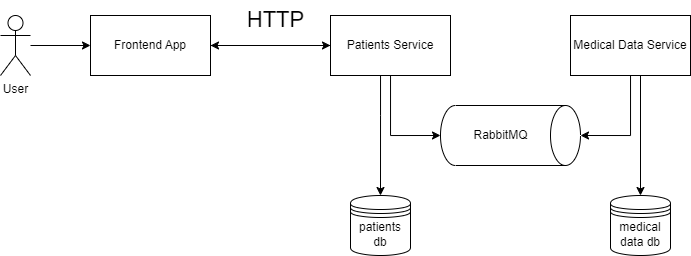 HTTP
Frontend App
Patients Service
Medical Data Service
User
RabbitMQ
patients
db
medical
data db